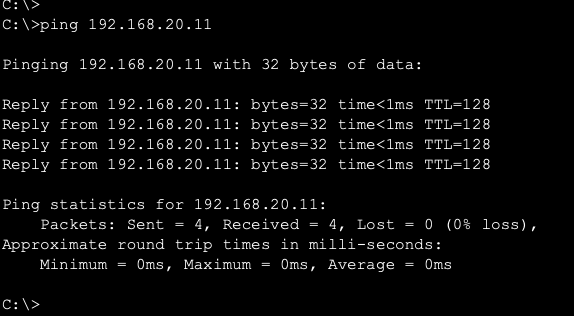 C:\>
C:\>ping 192.168.20.11
Pinging 192.168.20.11 with 32 bytes of data:
Reply from 192.168.20.11: bytes=32 time<1ms TTL=128
Reply from 192.168.20.11: bytes=32 time<1ms TTL=128
Reply from 192.168.20.11: bytes=32 time<1ms TTL=128
Reply from 192.168.20.11: bytes=32 time<1ms TTL=128
Ping statistics for 192.168.20.11:
Packets: Sent = 4, Received = 4, Lost = 0 (0% loss),
Approximate round trip times in milli-seconds:
Minimum = 0ms, Maximum = 0ms, Average = 0ms
C:\>